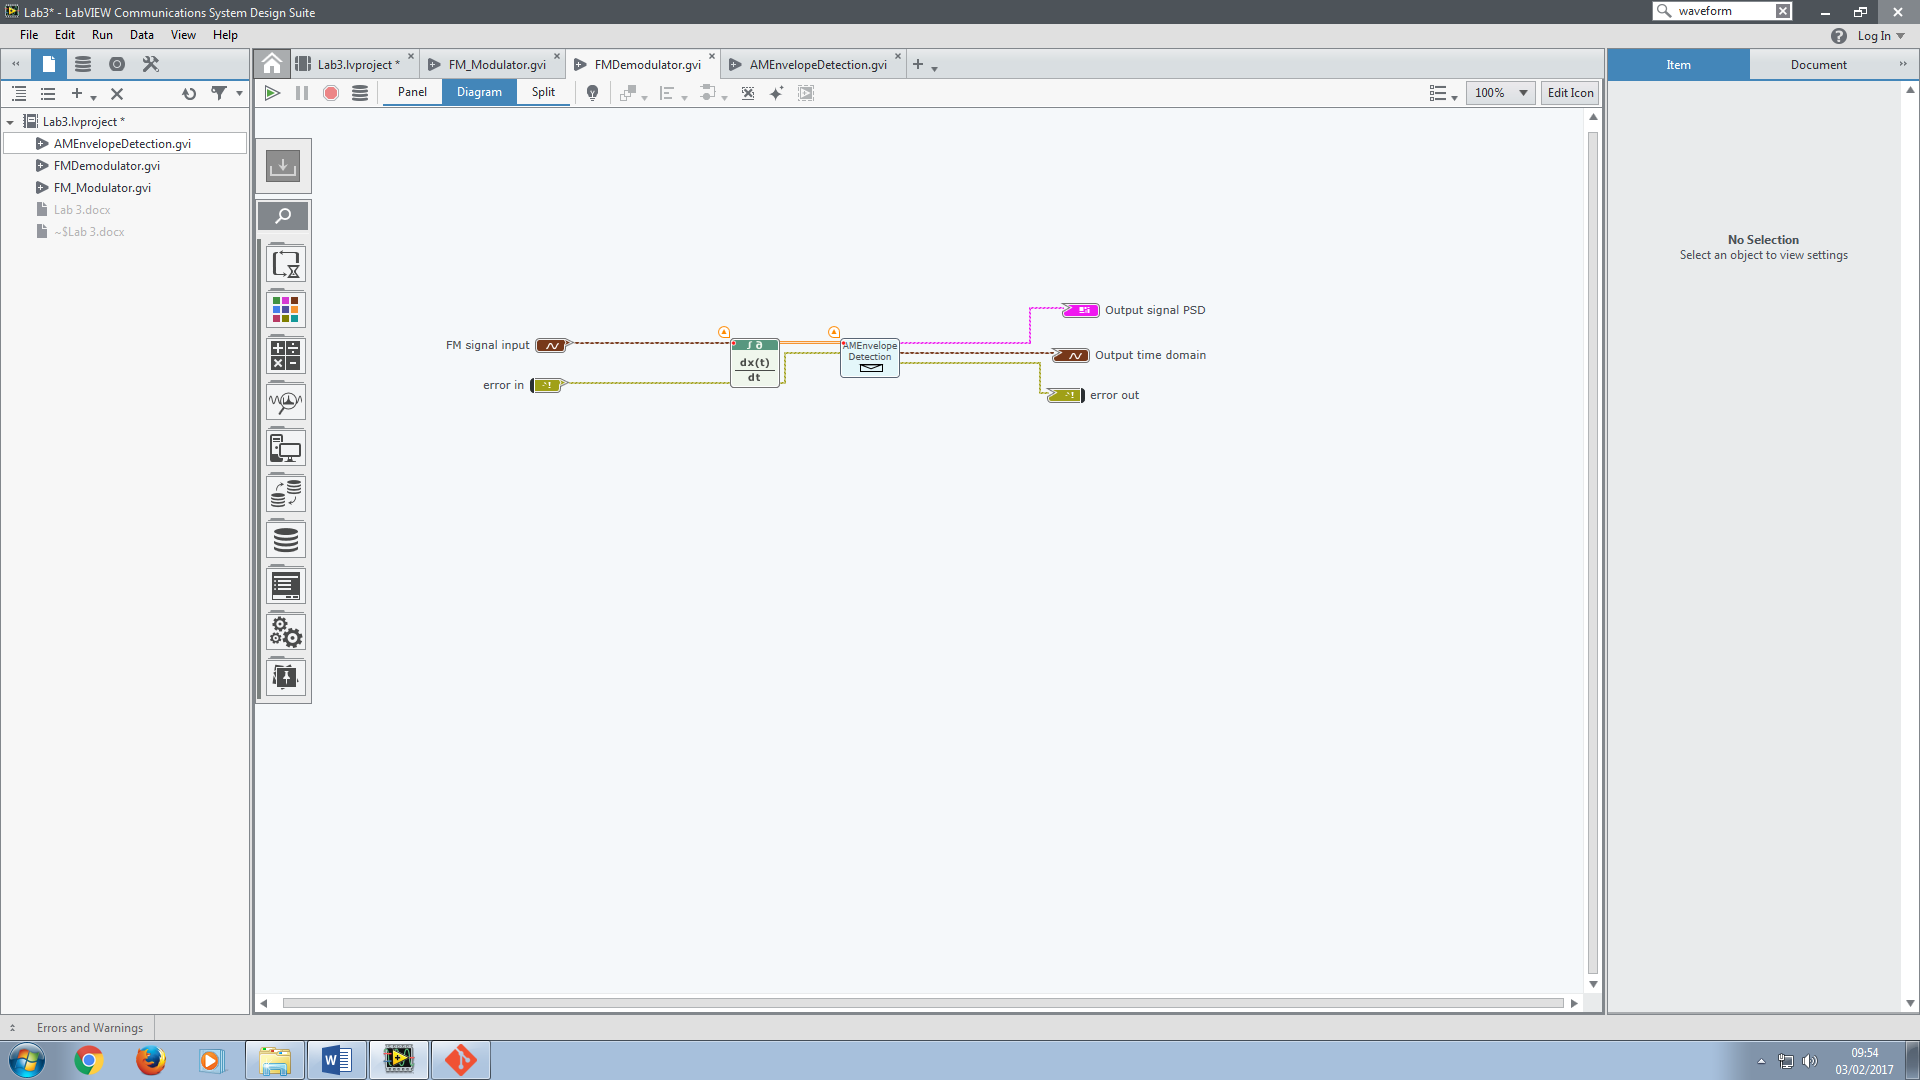 Lab3* - LabVIEW Communications System Design Suite
waveform
File Edit Run Data View Help
Log In
Lab3.lvproject *
FM_Modulator.gvi
FMDemodulator.gvi
AMEnvelopeDetection.gvi
Item
Document
Panel
Diagram
Split
100%
Edit Icon
Lab3.lvproject *
AMEnvelopeDetection.gvi
FMDemodulator.gvi
FM_Modulator.gvi
Lab 3.docx
~$Lab 3.docx
No Selection
Select an object to view settings
Output signal PSD
FM signal input
dx(t)
dt
AMEnvelope
Detection
Output time domain
error in
error out
Errors and Warnings
09:54
03/02/2017